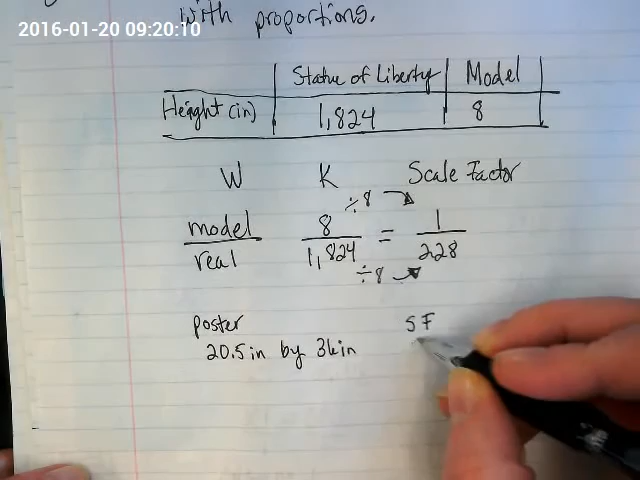 2016-01-20 09:20:10
with proportions.
Statue of Liberty Model
Height (in) 1,824 8
W K Scale Factor
÷8
model/real 8/1,824 = 1/228
÷8
poster SF
20.5in by 36in